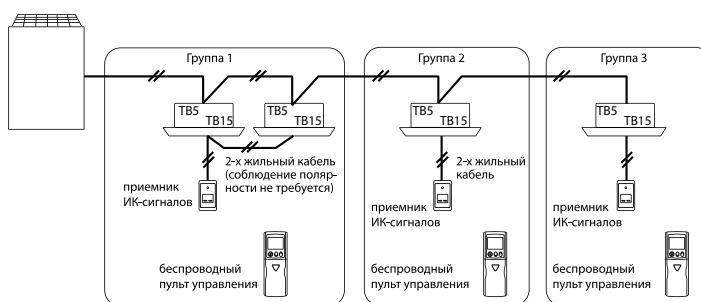 Группа 1
Группа 2
Группа 3
TB5
TB15
TB5
TB15
TB5
TB15
TB5
TB15
2-х жильный кабель
(соблюдение поляр-
ности не требуется)
2-х жильный
кабель
приемник
ИК-сигналов
приемник
ИК-сигналов
приемник
ИК-сигналов
беспроводный
пульт управления
беспроводный
пульт управления
беспроводный
пульт управления